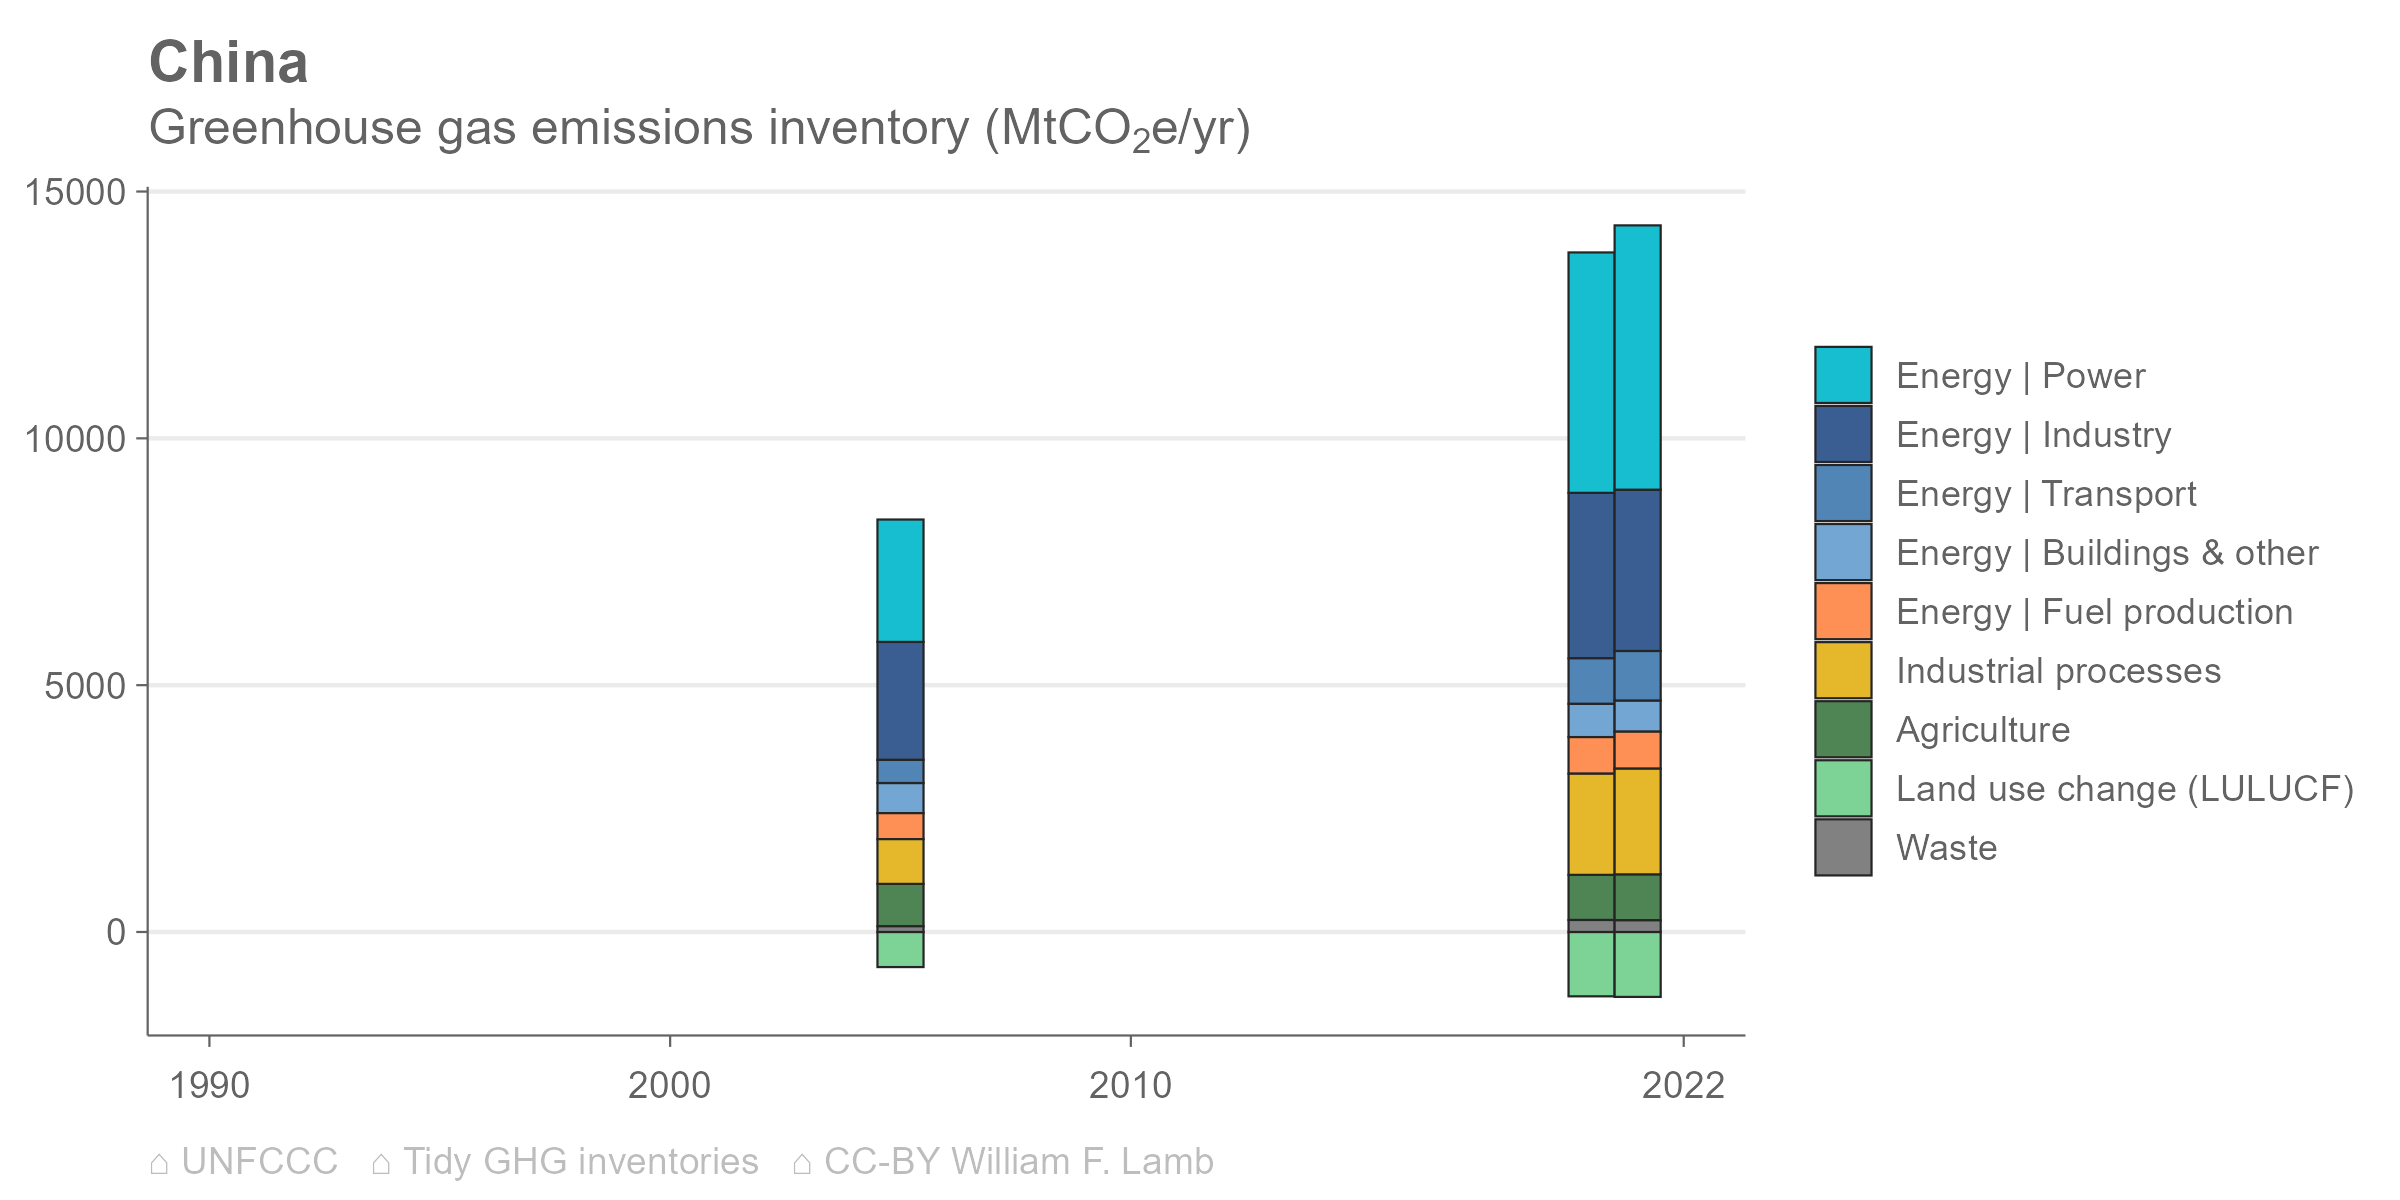 China
Greenhouse gas emissions inventory (MtCO₂e/yr)
15000
10000
5000
0
1990 2000 2010 2022
Energy | Power
Energy | Industry
Energy | Transport
Energy | Buildings & other
Energy | Fuel production
Industrial processes
Agriculture
Land use change (LULUCF)
Waste
⌂ UNFCCC ⌂ Tidy GHG inventories ⌂ CC-BY William F. Lamb